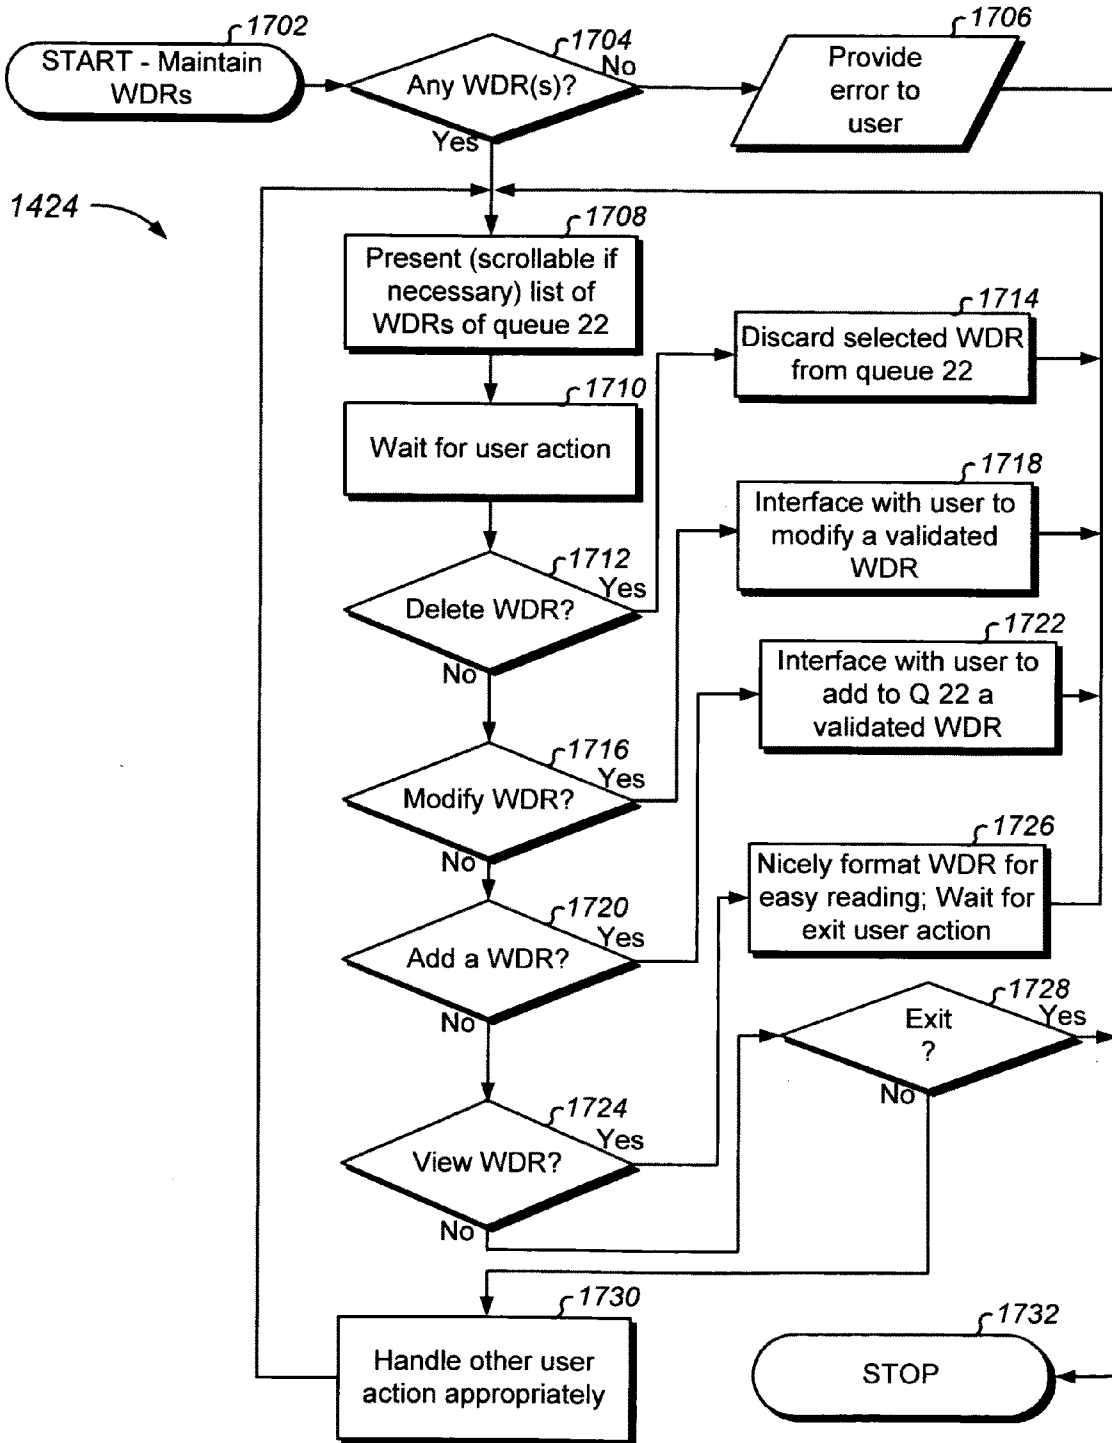 1702
START - Maintain
WDRs
1704
Any WDR(s)?
No
Yes
1706
Provide
error to
user
1424
1708
Present (scrollable if
necessary) list of
WDRs of queue 22
1710
Wait for user action
1712
Delete WDR?
Yes
No
1714
Discard selected WDR
from queue 22
1716
Modify WDR?
Yes
No
1718
Interface with user to
modify a validated
WDR
1720
Add a WDR?
Yes
No
1722
Interface with user to
add to Q 22 a
validated WDR
1724
View WDR?
Yes
No
1726
Nicely format WDR for
easy reading; Wait for
exit user action
1728
Exit
?
Yes
No
1730
Handle other user
action appropriately
1732
STOP